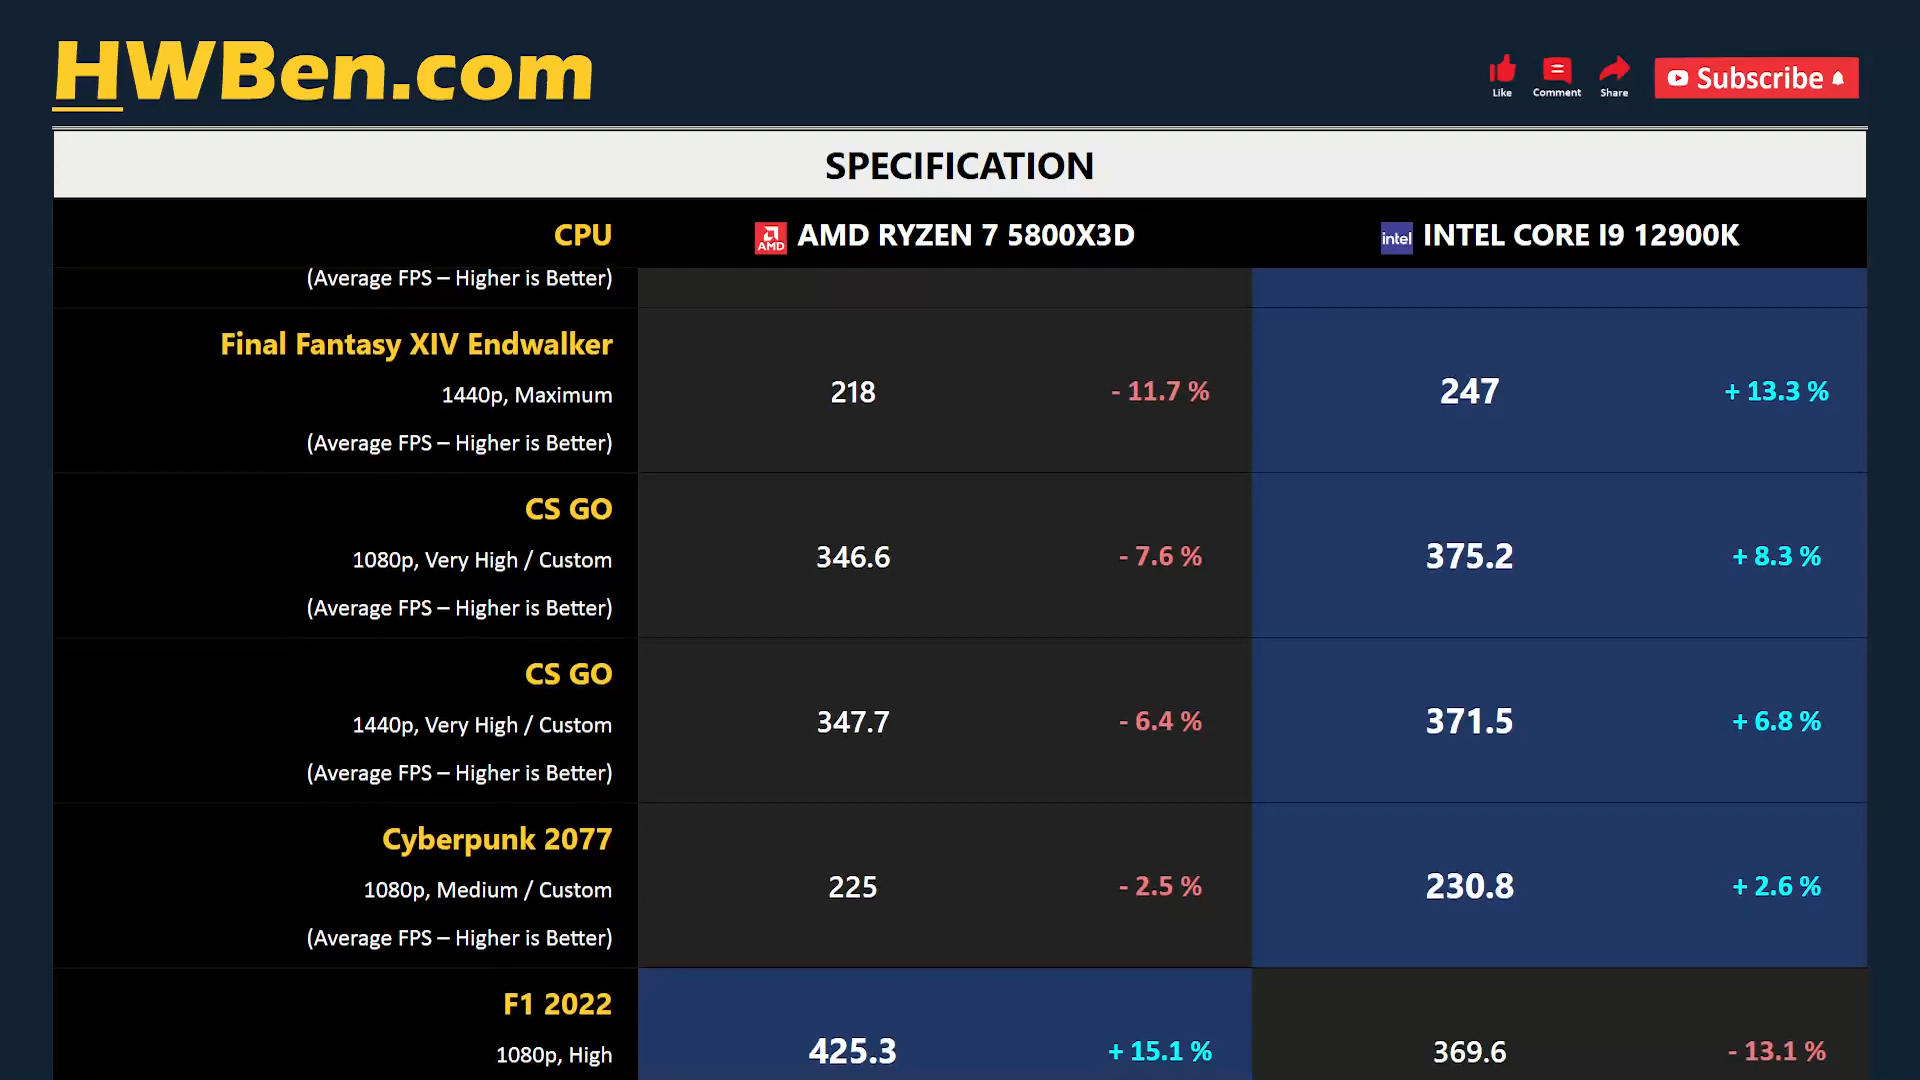 HWBen.com
Like Comment Share Subscribe
SPECIFICATION
CPU AMD AMD RYZEN 7 5800X3D intel INTEL CORE I9 12900K
(Average FPS – Higher is Better)
Final Fantasy XIV Endwalker
1440p, Maximum 218 - 11.7 % 247 + 13.3 %
(Average FPS – Higher is Better)
CS GO
1080p, Very High / Custom 346.6 - 7.6 % 375.2 + 8.3 %
(Average FPS – Higher is Better)
CS GO
1440p, Very High / Custom 347.7 - 6.4 % 371.5 + 6.8 %
(Average FPS – Higher is Better)
Cyberpunk 2077
1080p, Medium / Custom 225 - 2.5 % 230.8 + 2.6 %
(Average FPS – Higher is Better)
F1 2022
1080p, High 425.3 + 15.1 % 369.6 - 13.1 %